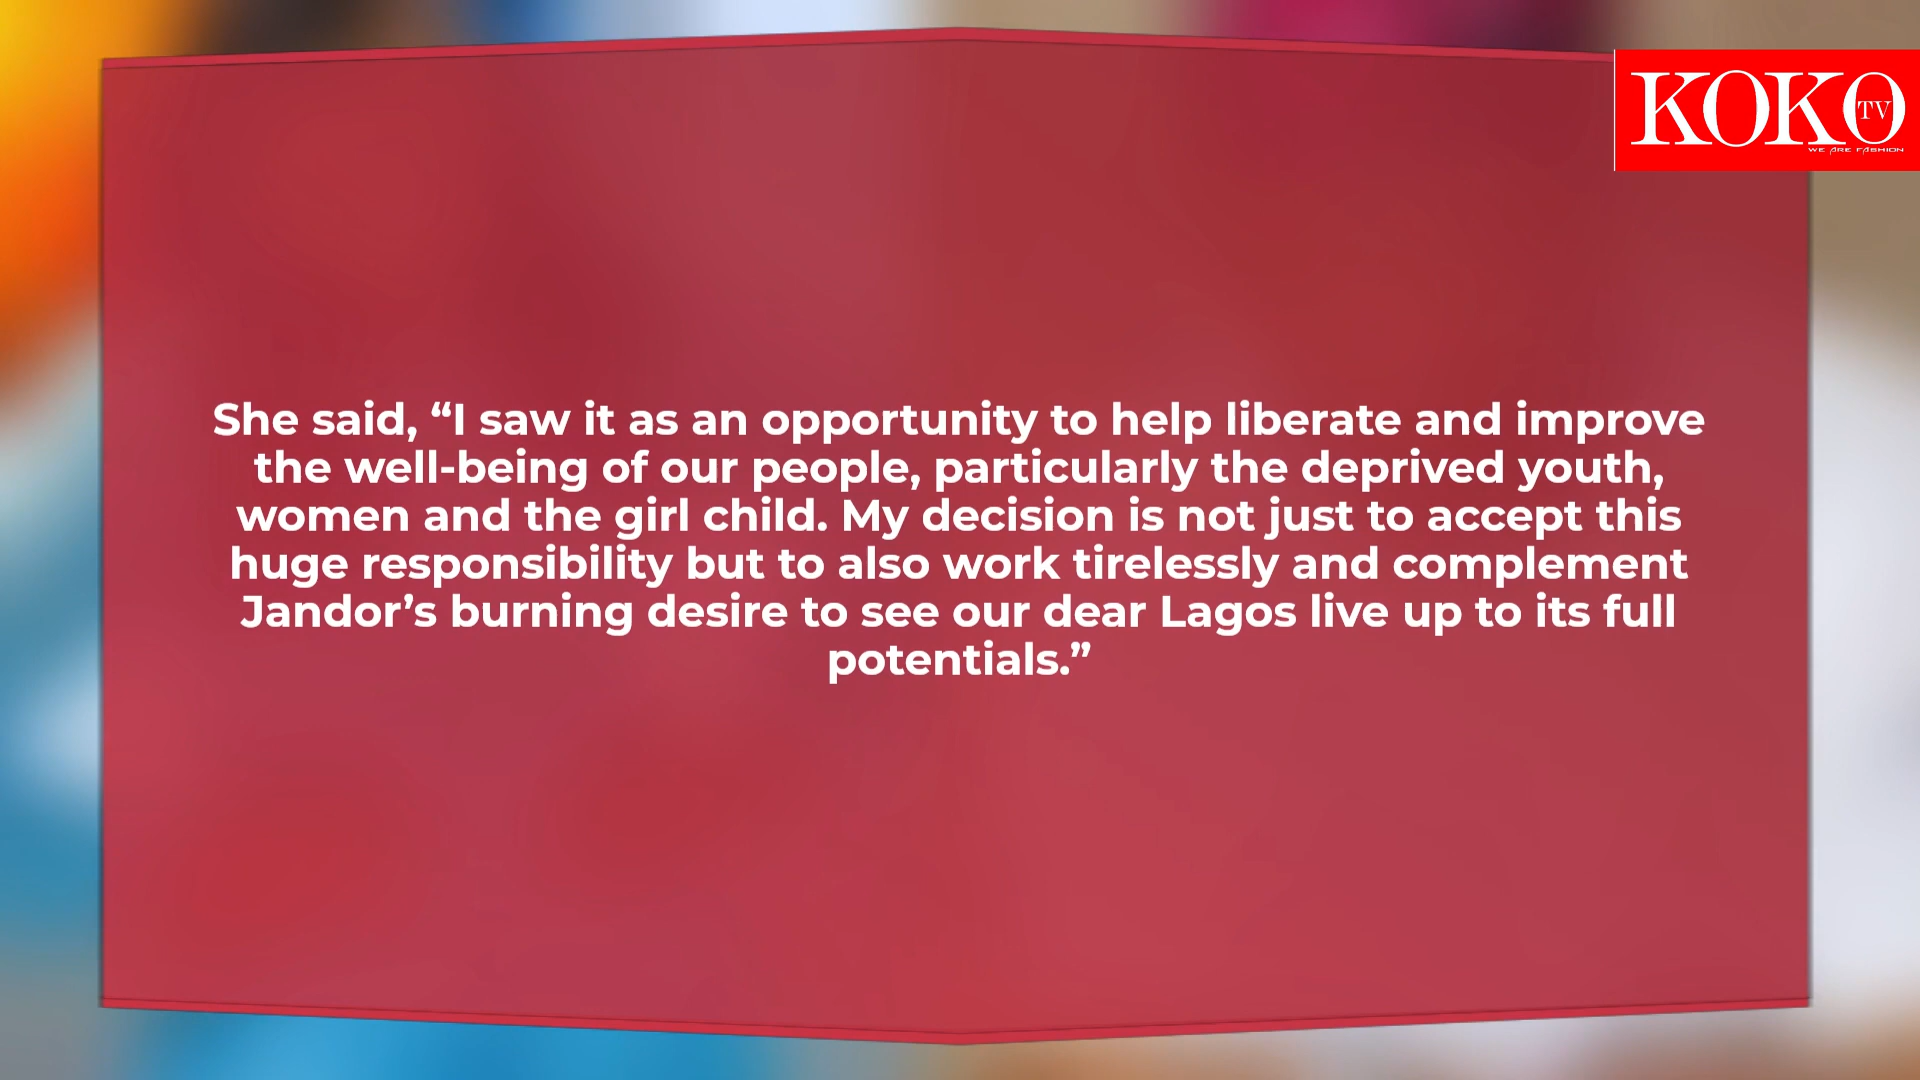 KOKO
TV
WE ARE FASHION
She said, “I saw it as an opportunity to help liberate and improve
the well-being of our people, particularly the deprived youth,
women and the girl child. My decision is not just to accept this
huge responsibility but to also work tirelessly and complement
Jandor’s burning desire to see our dear Lagos live up to its full
potentials.”